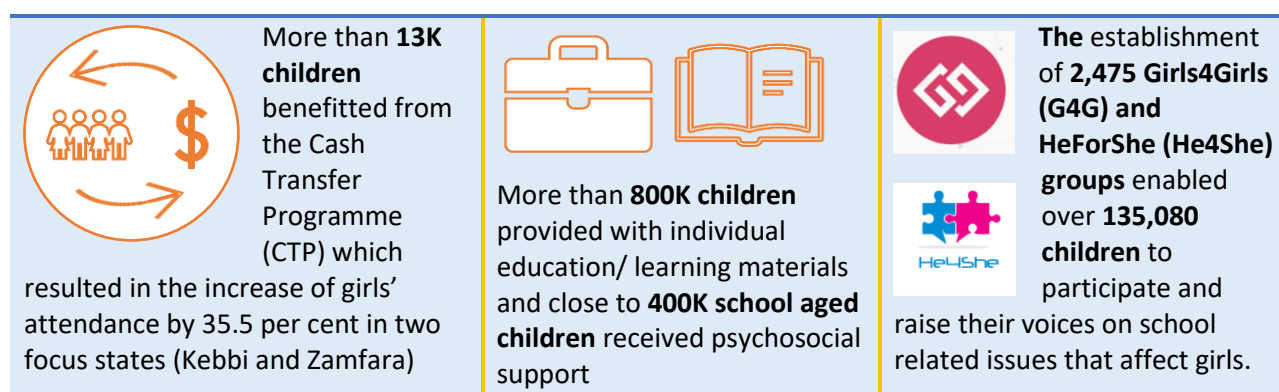 More than 13K
children
benefitted from
the Cash
Transfer
Programme
(CTP) which
resulted in the increase of girls’
attendance by 35.5 per cent in two
focus states (Kebbi and Zamfara)
More than 800K children
provided with individual
education/ learning materials
and close to 400K school aged
children received psychosocial
support
The establishment
of 2,475 Girls4Girls
(G4G) and
HeForShe (He4She)
groups enabled
over 135,080
children to
participate and
raise their voices on school
related issues that affect girls.
$
He4She